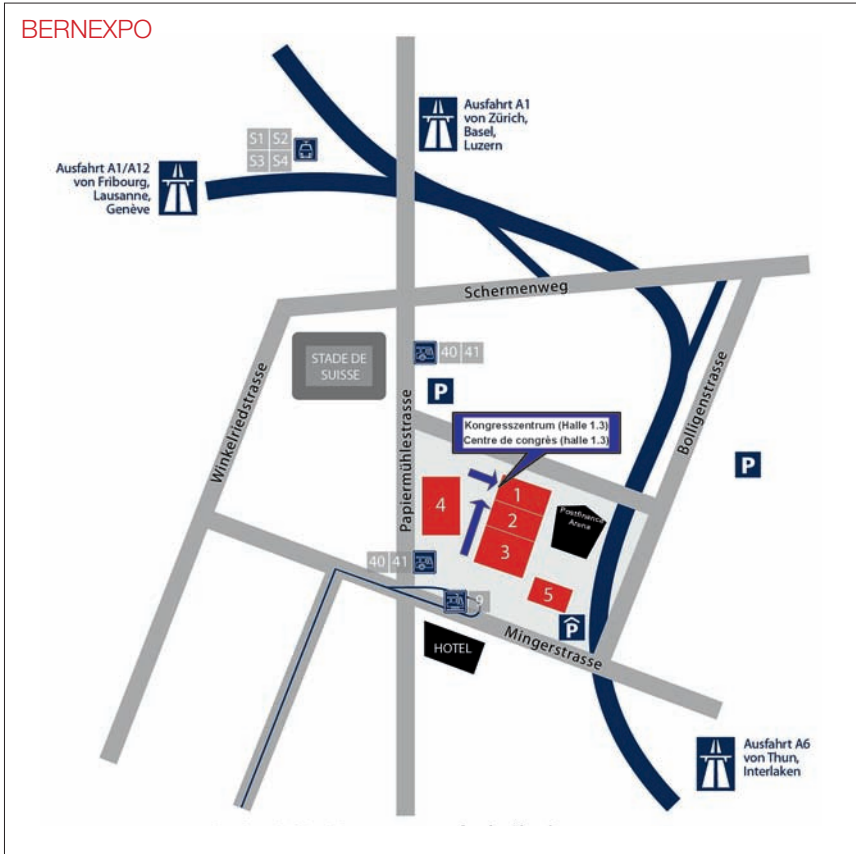 BERNEXPO
Ausfahrt A1
von Zürich,
Basel,
Luzern
S1 S2
S3 S4
Ausfahrt A1/A12
von Fribourg,
Lausanne,
Genève
Schermenweg
STADE DE
SUISSE
40 41
P
Winkelriedstrasse
Papiermühlestrasse
Bolligenstrasse
Kongresszentrum (Halle 1.3)
Centre de congrès (halle 1.3)
P
1
2
3
4
Postfinance
Arena
40 41
9
5
P
HOTEL
Mingerstrasse
Ausfahrt A6
von Thun,
Interlaken